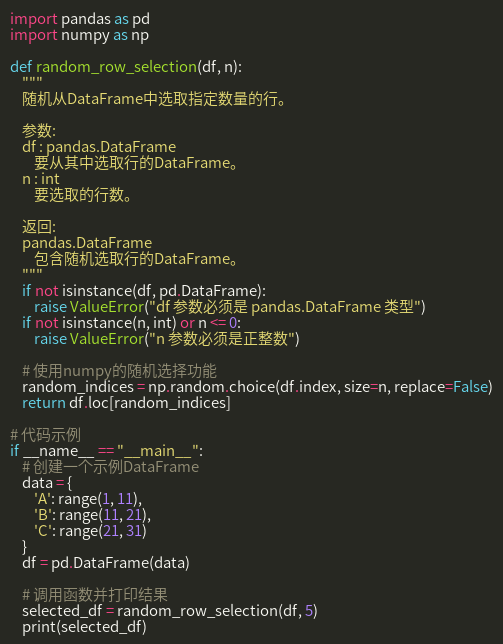 import pandas as pd
import numpy as np

def random_row_selection(df, n):
    """
    随机从DataFrame中选取指定数量的行。

    参数:
    df : pandas.DataFrame
        要从其中选取行的DataFrame。
    n : int
        要选取的行数。

    返回:
    pandas.DataFrame
        包含随机选取行的DataFrame。
    """
    if not isinstance(df, pd.DataFrame):
        raise ValueError("df 参数必须是 pandas.DataFrame 类型")
    if not isinstance(n, int) or n <= 0:
        raise ValueError("n 参数必须是正整数")

    # 使用numpy的随机选择功能
    random_indices = np.random.choice(df.index, size=n, replace=False)
    return df.loc[random_indices]

# 代码示例
if __name__ == "__main__":
    # 创建一个示例DataFrame
    data = {
        'A': range(1, 11),
        'B': range(11, 21),
        'C': range(21, 31)
    }
    df = pd.DataFrame(data)

    # 调用函数并打印结果
    selected_df = random_row_selection(df, 5)
    print(selected_df)